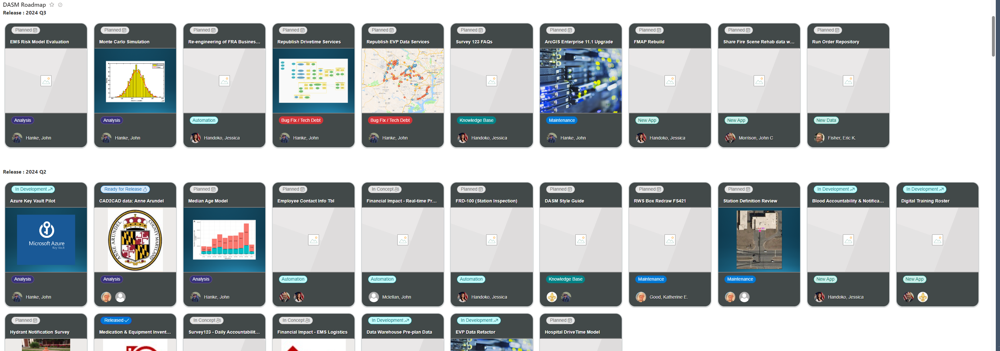 DASM Roadmap
Release : 2024 Q3
Planned
EMS Risk Model Evaluation
Analysis
Hanke, John
Planned
Monte Carlo Simulation
Analysis
Hanke, John
Planned
Re-engineering of FRA Busines...
Automation
Handoko, Jessica
Planned
Republish Drivetime Services
Bug Fix / Tech Debt
Hanke, John
Planned
Republish EVP Data Services
Bug Fix / Tech Debt
Hanke, John
Planned
Survey 123 FAQs
Knowledge Base
Handoko, Jessica
Planned
ArcGIS Enterprise 11.1 Upgrade
Maintenance
Hanke, John
Planned
FMAP Rebuild
New App
Handoko, Jessica
Planned
Share Fire Scene Rehab data w...
New App
Morrison, John C
Planned
Run Order Repository
New Data
Fisher, Eric K.
Release : 2024 Q2
In Development
Azure Key Vault Pilot
Microsoft Azure
Key Vault
Analysis
Hanke, John
Ready for Release
CAD2CAD data: Anne Arundel
ANNE ARUNDEL COUNTY MARYLAND
Analysis
Planned
Median Age Model
Analysis
Hanke, John
Planned
Employee Contact Info Tbl
Automation
In Concept
Financial Impact - Real-time Pr...
Automation
Mclellan, John
Planned
FRD-100 (Station Inspection)
Automation
Handoko, Jessica
Planned
DASM Style Guide
Knowledge Base
Planned
RWS Box Redraw FS421
Maintenance
Good, Katherine E.
Planned
Station Definition Review
Maintenance
In Development
Blood Accountability & Notifica...
New App
Handoko, Jessica
In Development
Digital Training Roster
New App
Planned
Hydrant Notification Survey
Released
Medication & Equipment Invent...
In Concept
Survey123 - Daily Accountabilit...
In Concept
Financial Impact - EMS Logistics
In Development
Data Warehouse Pre-plan Data
In Development
EVP Data Refactor
Planned
Hospital DriveTime Model